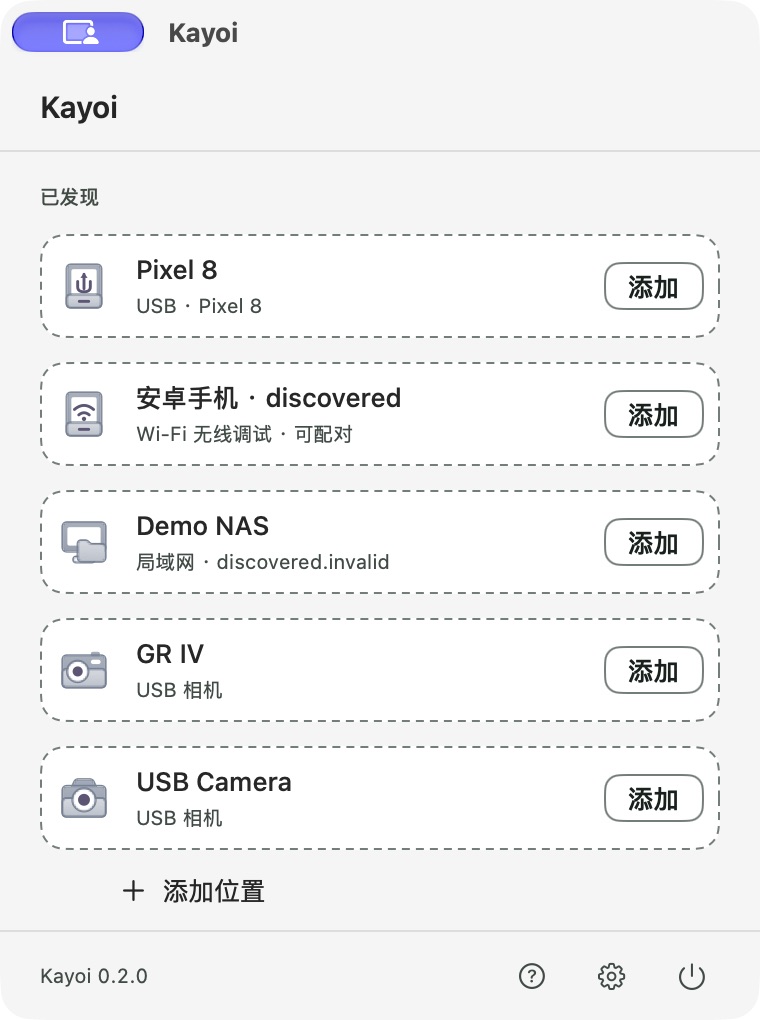 Kayoi
Kayoi
已发现
Pixel 8
USB · Pixel 8
添加
安卓手机 · discovered
Wi-Fi 无线调试 · 可配对
添加
Demo NAS
局域网 · discovered.invalid
添加
GR IV
USB 相机
添加
USB Camera
USB 相机
添加
+ 添加位置
Kayoi 0.2.0